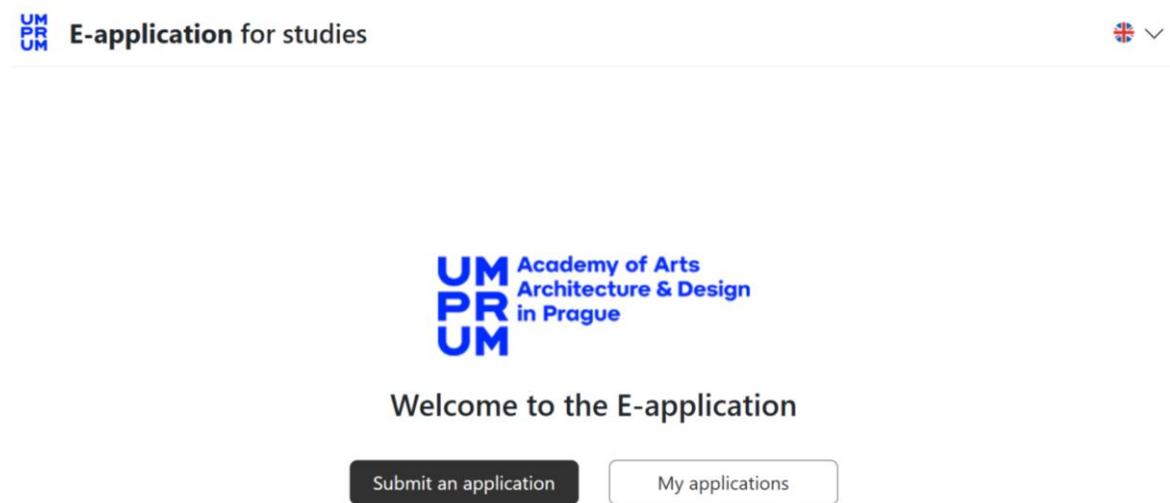 UM
PR
UM
E-application for studies
UM
PR
UM
Academy of Arts
Architecture & Design
in Prague
Welcome to the E-application
Submit an application
My applications